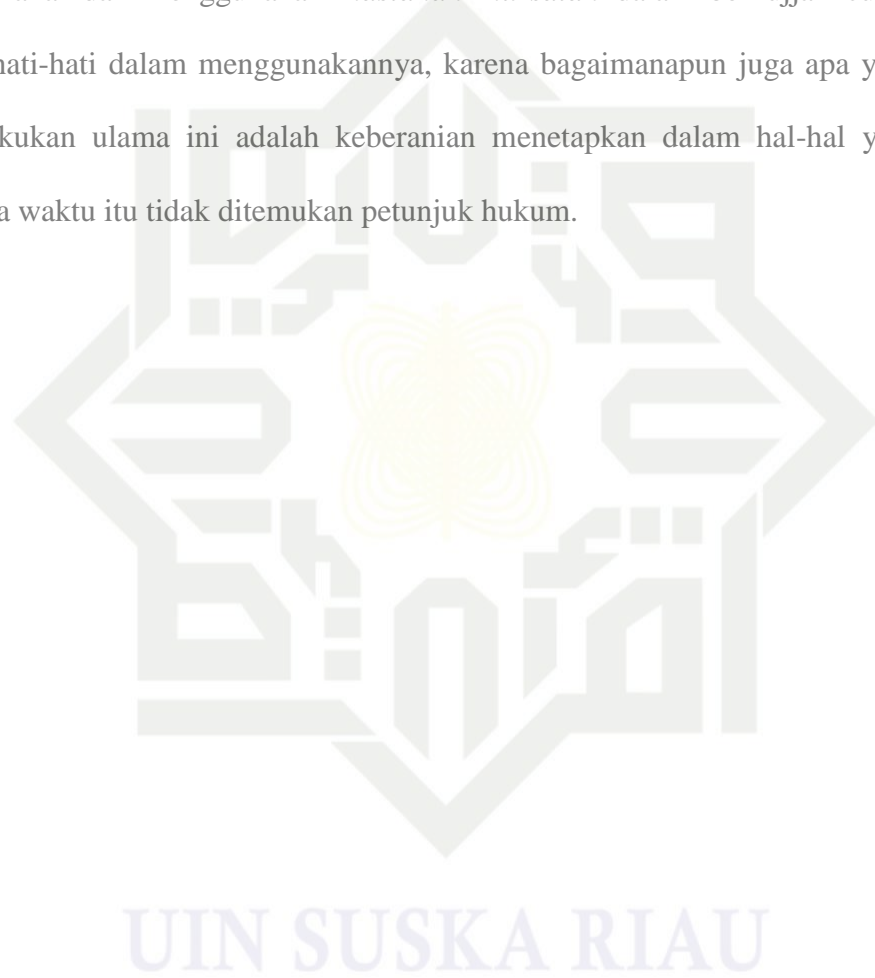 hati-hati dalam menggunakannya, karena bagaimanapun juga apa y
kukan ulama ini adalah keberanian menetapkan dalam hal-hal y
a waktu itu tidak ditemukan petunjuk hukum.
UIN SUSKA RIAU